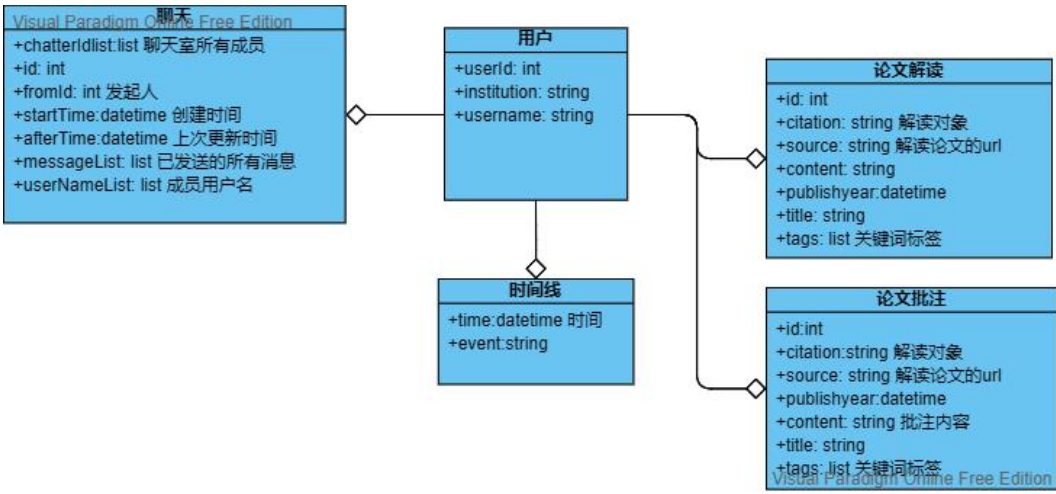 聊天
Visual Paradigm Online Free Edition
+chatterIdlist:list 聊天室所有成员
+id: int
+fromId: int 发起人
+startTime:datetime 创建时间
+afterTime:datetime 上次更新时间
+messageList: list 已发送的所有消息
+userNameList: list 成员用户名
用户
+userId: int
+institution: string
+username: string
时间线
+time:datetime 时间
+event:string
论文解读
+id: int
+citation: string 解读对象
+source: string 解读论文的url
+content: string
+publishyear:datetime
+title: string
+tags: list 关键词标签
论文批注
+id:int
+citation:string 解读对象
+source: string 解读论文的url
+publishyear:datetime
+content: string 批注内容
+title: string
+tags: list 关键词标签
Visual Paradigm Online Free Edition